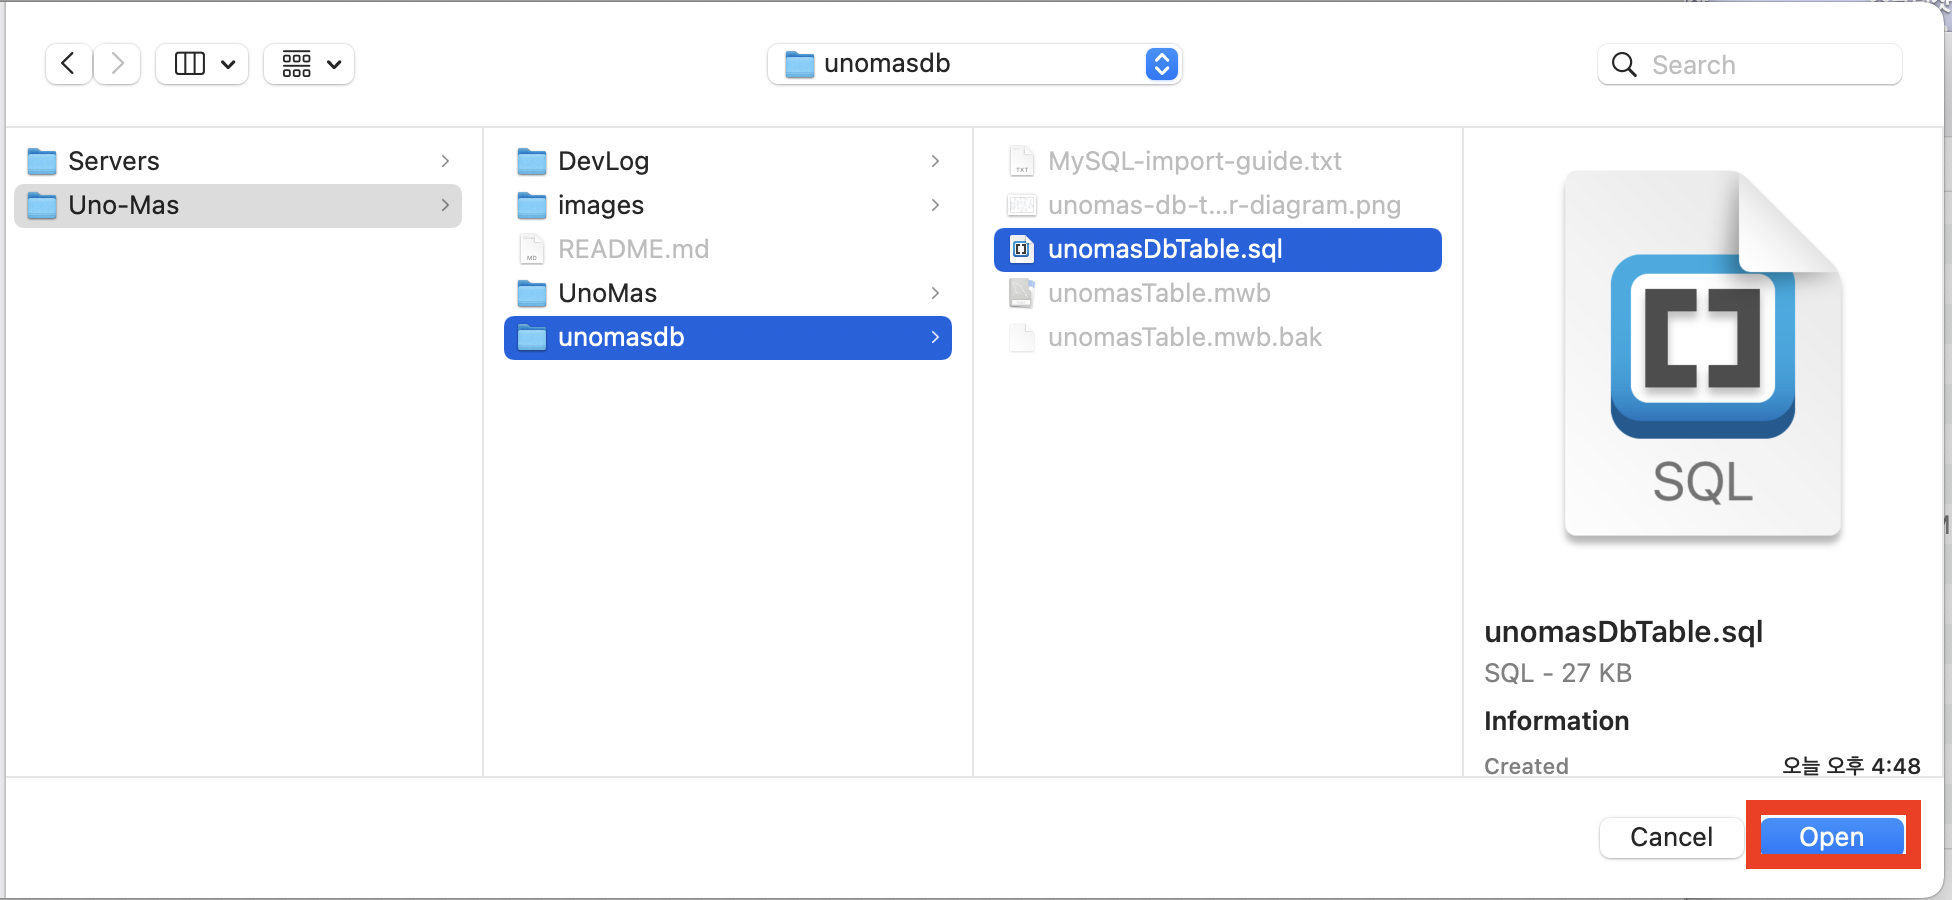 unomasdb
Search
Servers
Uno-Mas
DevLog
images
README.md
UnoMas
unomasdb
MySQL-import-guide.txt
unomas-db-t...r-diagram.png
unomasDbTable.sql
unomasTable.mwb
unomasTable.mwb.bak
SQL
unomasDbTable.sql
SQL - 27 KB
Information
Created 오늘 오후 4:48
Cancel Open